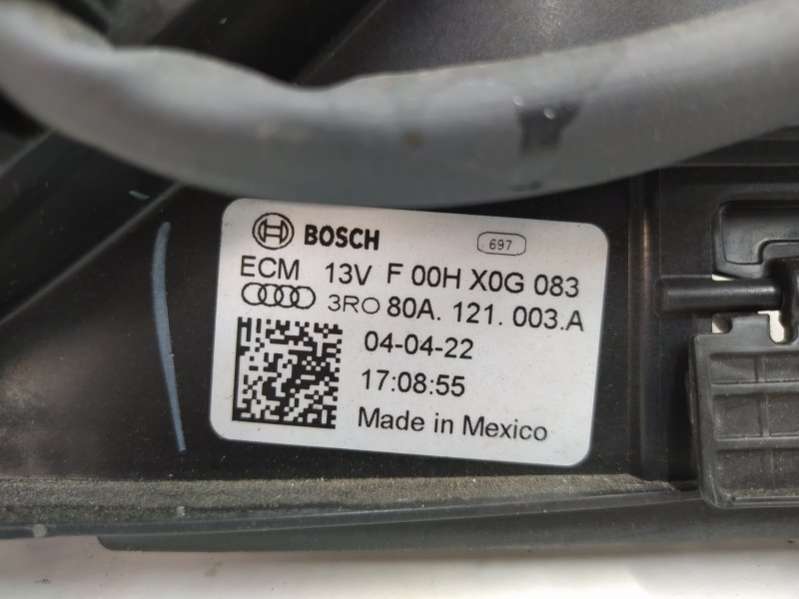 BOSCH 697
ECM 13V F 00H X0G 083
3RO 80A. 121. 003.A
04-04-22
17:08:55
Made in Mexico